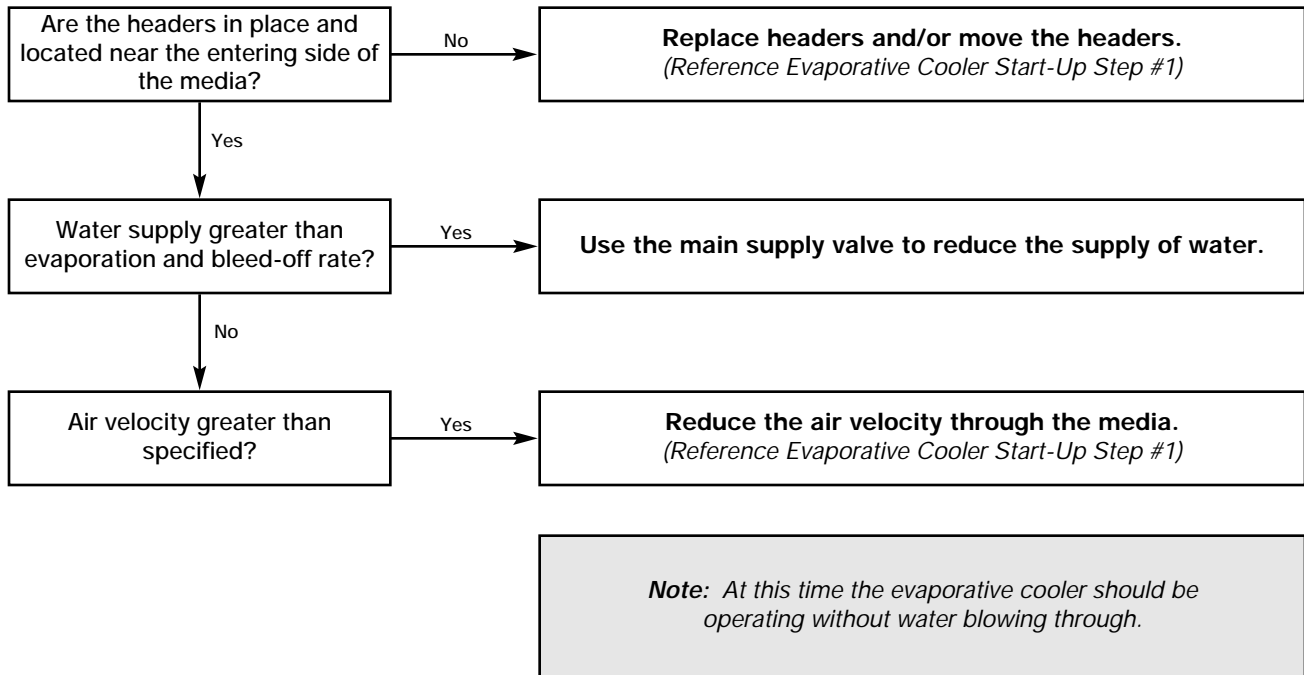 Are the headers in place and
located near the entering side of
the media?
No
Replace headers and/or move the headers.
(Reference Evaporative Cooler Start-Up Step #1)
Yes
Water supply greater than
evaporation and bleed-off rate?
Yes
Use the main supply valve to reduce the supply of water.
No
Air velocity greater than
specified?
Yes
Reduce the air velocity through the media.
(Reference Evaporative Cooler Start-Up Step #1)
Note: At this time the evaporative cooler should be
operating without water blowing through.